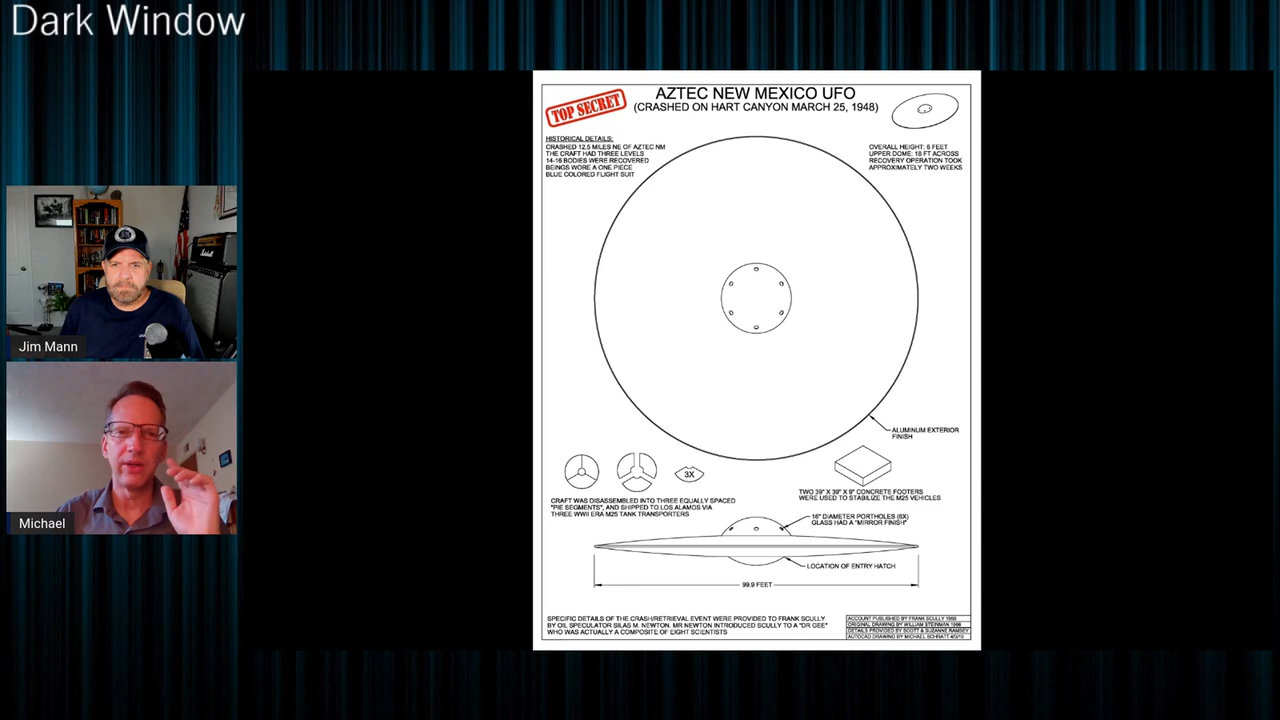 Dark Window
Jim Mann
Michael
Marshall
TOP SECRET
AZTEC NEW MEXICO UFO
(CRASHED ON HART CANYON MARCH 25, 1948)
HISTORICAL DETAILS:
CRASHED 12.5 MILES NE OF AZTEC NM
THE CRAFT HAD THREE LEVELS
14-16 BODIES WERE RECOVERED
BEINGS WORE A ONE PIECE
BLUE COLORED FLIGHT SUIT
OVERALL HEIGHT: 6 FEET
UPPER DOME: 18 FT ACROSS
RECOVERY OPERATION TOOK
APPROXIMATELY TWO WEEKS
ALUMINUM EXTERIOR
FINISH
3X
CRAFT WAS DISASSEMBLED INTO THREE EQUALLY SPACED
"PIE SEGMENTS", AND SHIPPED TO LOS ALAMOS VIA
THREE WWII ERA M25 TANK TRANSPORTERS
TWO 39" X 39" X 9" CONCRETE FOOTERS
WERE USED TO STABILIZE THE M25 VEHICLES
16" DIAMETER PORTHOLES (6X)
GLASS HAD A "MIRROR FINISH"
LOCATION OF ENTRY HATCH
99.9 FEET
SPECIFIC DETAILS OF THE CRASH/RETRIEVAL EVENT WERE PROVIDED TO FRANK SCULLY
BY OIL SPECULATOR SILAS M. NEWTON. MR NEWTON INTRODUCED SCULLY TO A "DR GEE"
WHO WAS ACTUALLY A COMPOSITE OF EIGHT SCIENTISTS
ACCOUNT PUBLISHED BY FRANK SCULLY 1950
ORIGINAL DRAWING BY WILLIAM STEINMAN 1986
DETAILS PROVIDED BY SCOTT & SUZANNE RAMSEY
AUTOCAD DRAWING BY MICHAEL SCHRATT